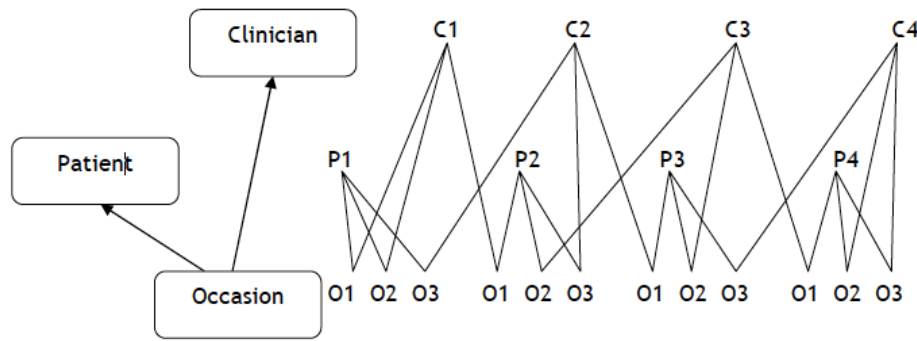 Clinician
C1 C2 C3 C4
Patient
P1 P2 P3 P4
Occasion
O1 O2 O3 O1 O2 O3 O1 O2 O3 O1 O2 O3